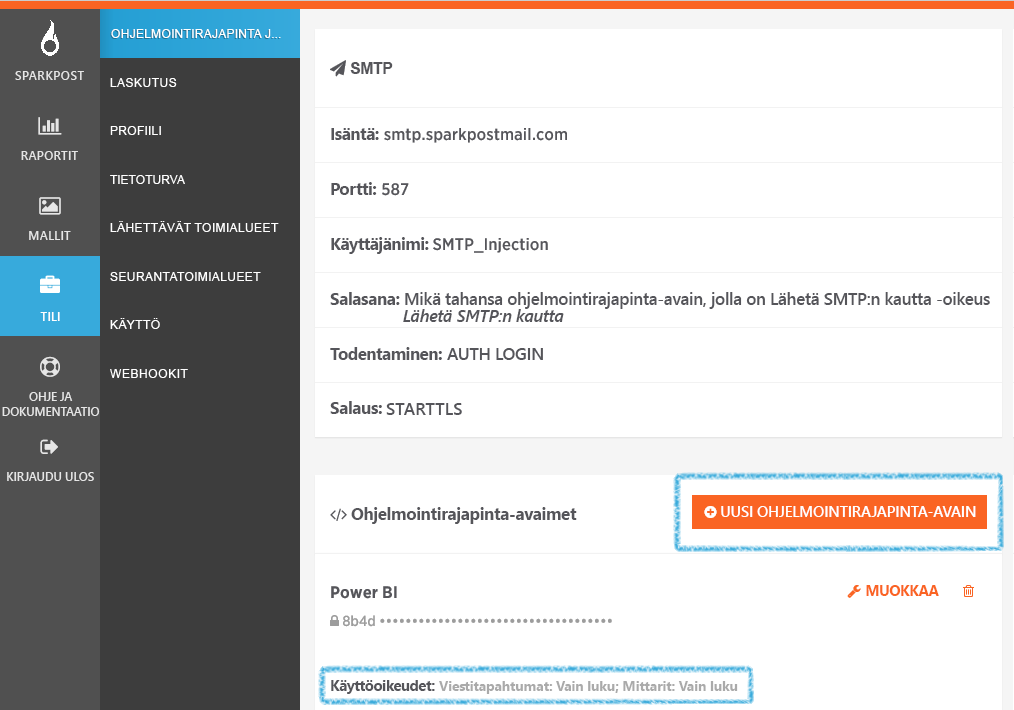 SPARKPOST
RAPORTIT
MALLIT
TILI
OHJE JA
DOKUMENTAATIO
KIRJAUDU ULOS
OHJELMOINTIRAJAPINTA J...
LASKUTUS
PROFIILI
TIETOTURVA
LÄHETTÄVÄT TOIMIALUEET
SEURANTATOIMIALUEET
KÄYTTÖ
WEBHOOKIT
SMTP
Isäntä: smtp.sparkpostmail.com
Portti: 587
Käyttäjänimi: SMTP_Injection
Salasana: Mikä tahansa ohjelmointirajapinta-avain, jolla on Lähetä SMTP:n kautta -oikeus
Lähetä SMTP:n kautta
Todentaminen: AUTH LOGIN
Salaus: STARTTLS
</> Ohjelmointirajapinta-avaimet
UUSI OHJELMOINTIRAJAPINTA-AVAIN
Power BI
MUOKKAA
8b4d ••••••••••••••••••••••••••••••••••••
Käyttöoikeudet: Viestitapahtumat: Vain luku; Mittarit: Vain luku